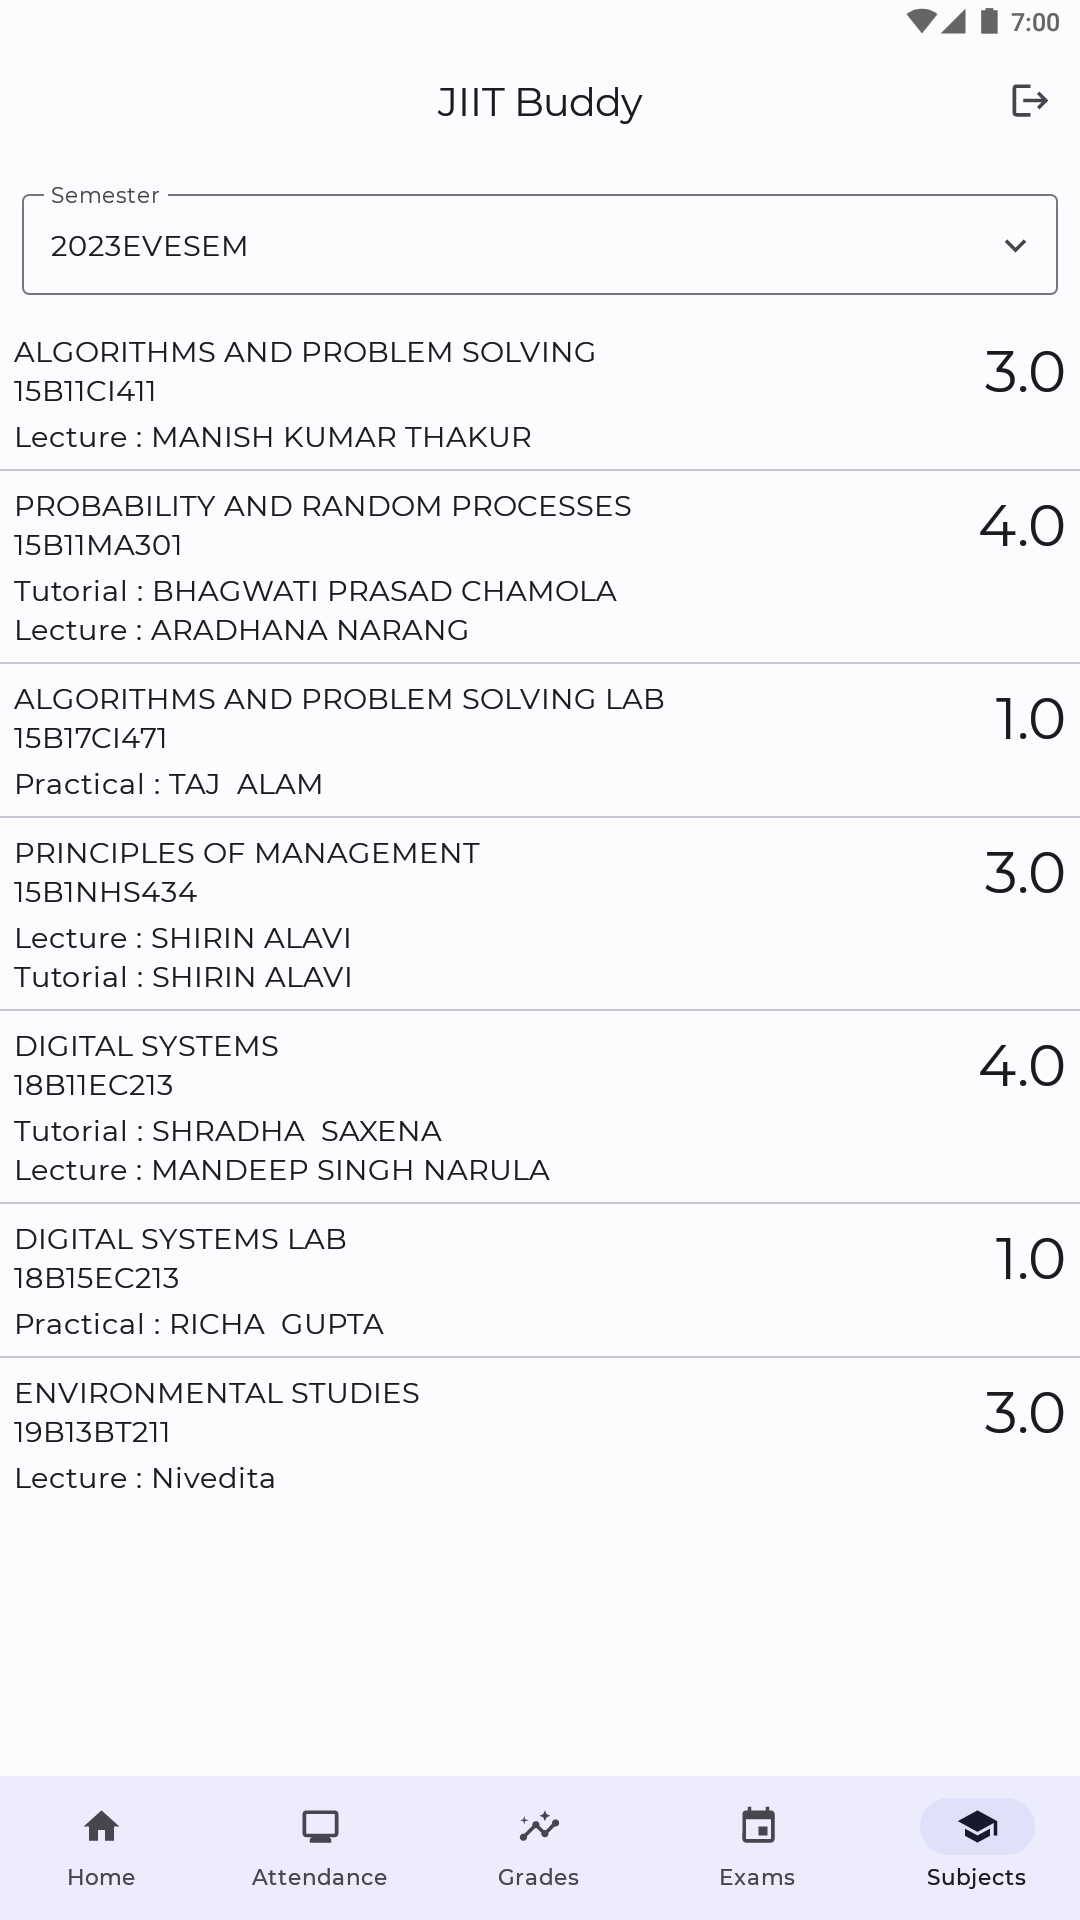 7:00
JIIT Buddy
Semester
2023EVESEM
ALGORITHMS AND PROBLEM SOLVING
15B11CI411
3.0
Lecture : MANISH KUMAR THAKUR
PROBABILITY AND RANDOM PROCESSES
15B11MA301
4.0
Tutorial : BHAGWATI PRASAD CHAMOLA
Lecture : ARADHANA NARANG
ALGORITHMS AND PROBLEM SOLVING LAB
15B17CI471
1.0
Practical : TAJ  ALAM
PRINCIPLES OF MANAGEMENT
15B1NHS434
3.0
Lecture : SHIRIN ALAVI
Tutorial : SHIRIN ALAVI
DIGITAL SYSTEMS
18B11EC213
4.0
Tutorial : SHRADHA  SAXENA
Lecture : MANDEEP SINGH NARULA
DIGITAL SYSTEMS LAB
18B15EC213
1.0
Practical : RICHA  GUPTA
ENVIRONMENTAL STUDIES
19B13BT211
3.0
Lecture : Nivedita
Home Attendance Grades Exams Subjects